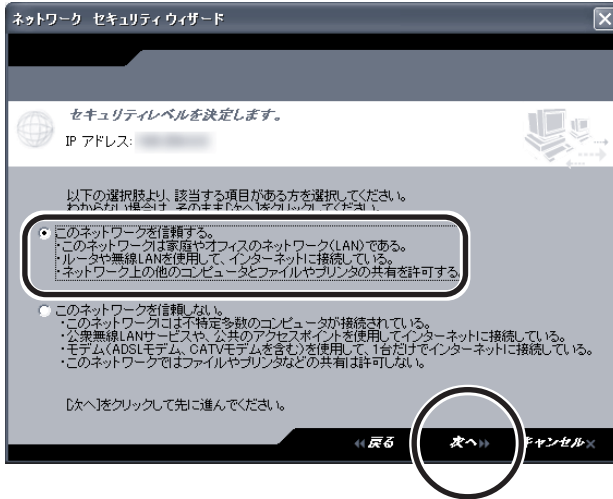 ネットワーク セキュリティ ウィザード
セキュリティレベルを決定します。
IP アドレス:
以下の選択肢より、該当する項目がある方を選択してください。
わからない場合は、そのまま[次へ]をクリックしてください。
このネットワークを信頼する。
・このネットワークは家庭やオフィスのネットワーク(LAN)である。
・ルータや無線LANを使用して、インターネットに接続している。
・ネットワーク上の他のコンピュータとファイルやプリンタの共有を許可する。
このネットワークを信頼しない。
・このネットワークには不特定多数のコンピュータが接続されている。
・公衆無線LANサービスや、公共のアクセスポイントを使用してインターネットに接続している。
・モデム(ADSLモデム、CATVモデムを含む)を使用して、1台だけでインターネットに接続している。
・このネットワークではファイルやプリンタなどの共有は許可しない。
[次へ]をクリックして先に進んでください。
戻る 次へ キャンセル